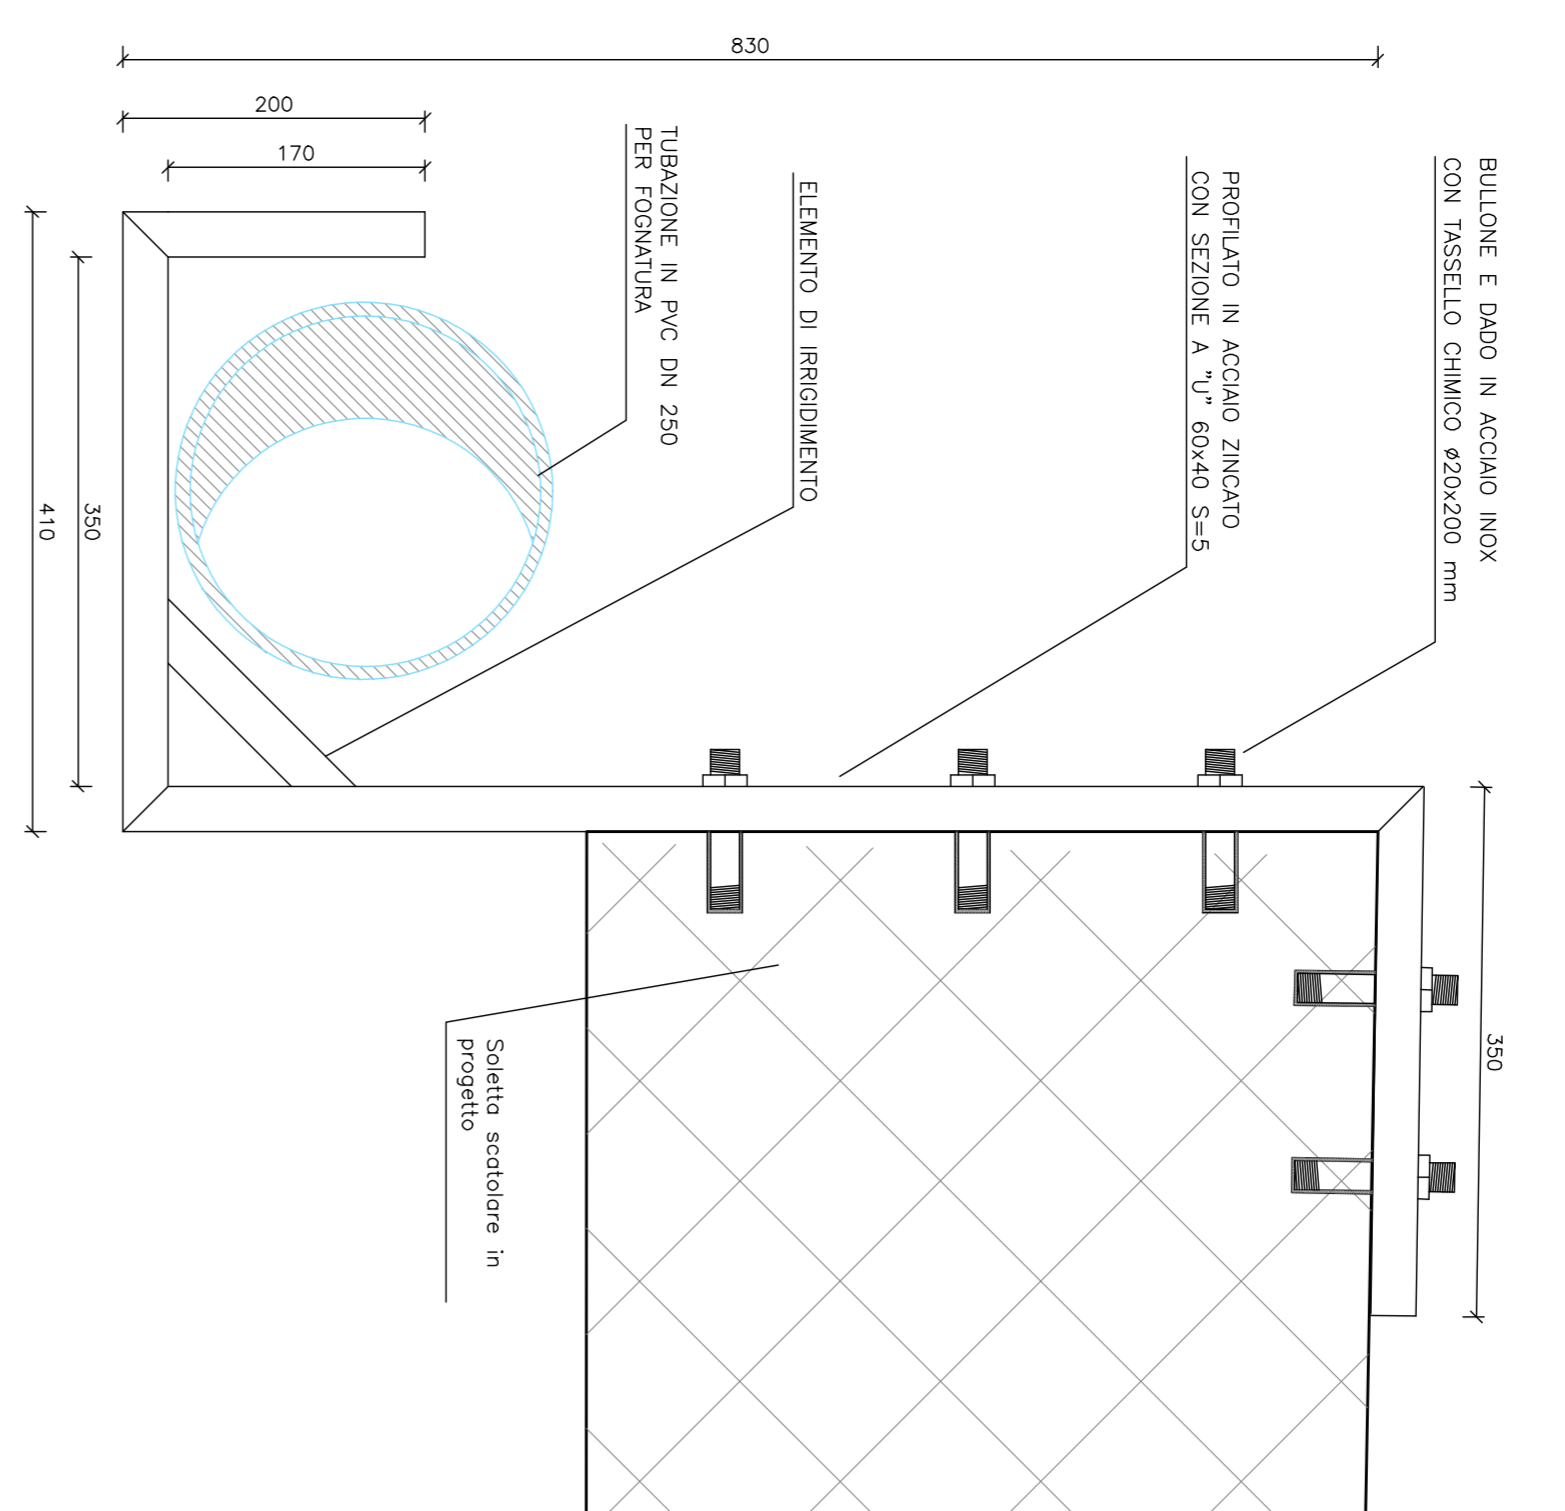 BULLONE E DADO IN ACCIAIO INOX
CON TASSELLO CHIMICO ø20x200 mm
PROFILATO IN ACCIAIO ZINCATO
CON SEZIONE A "U" 60x40 S=5
ELEMENTO DI IRRIGIDIMENTO
TUBAZIONE IN PVC DN 250
PER FOGNATURA
Soletta scatolare in
progetto
830
200
170
350
410
350